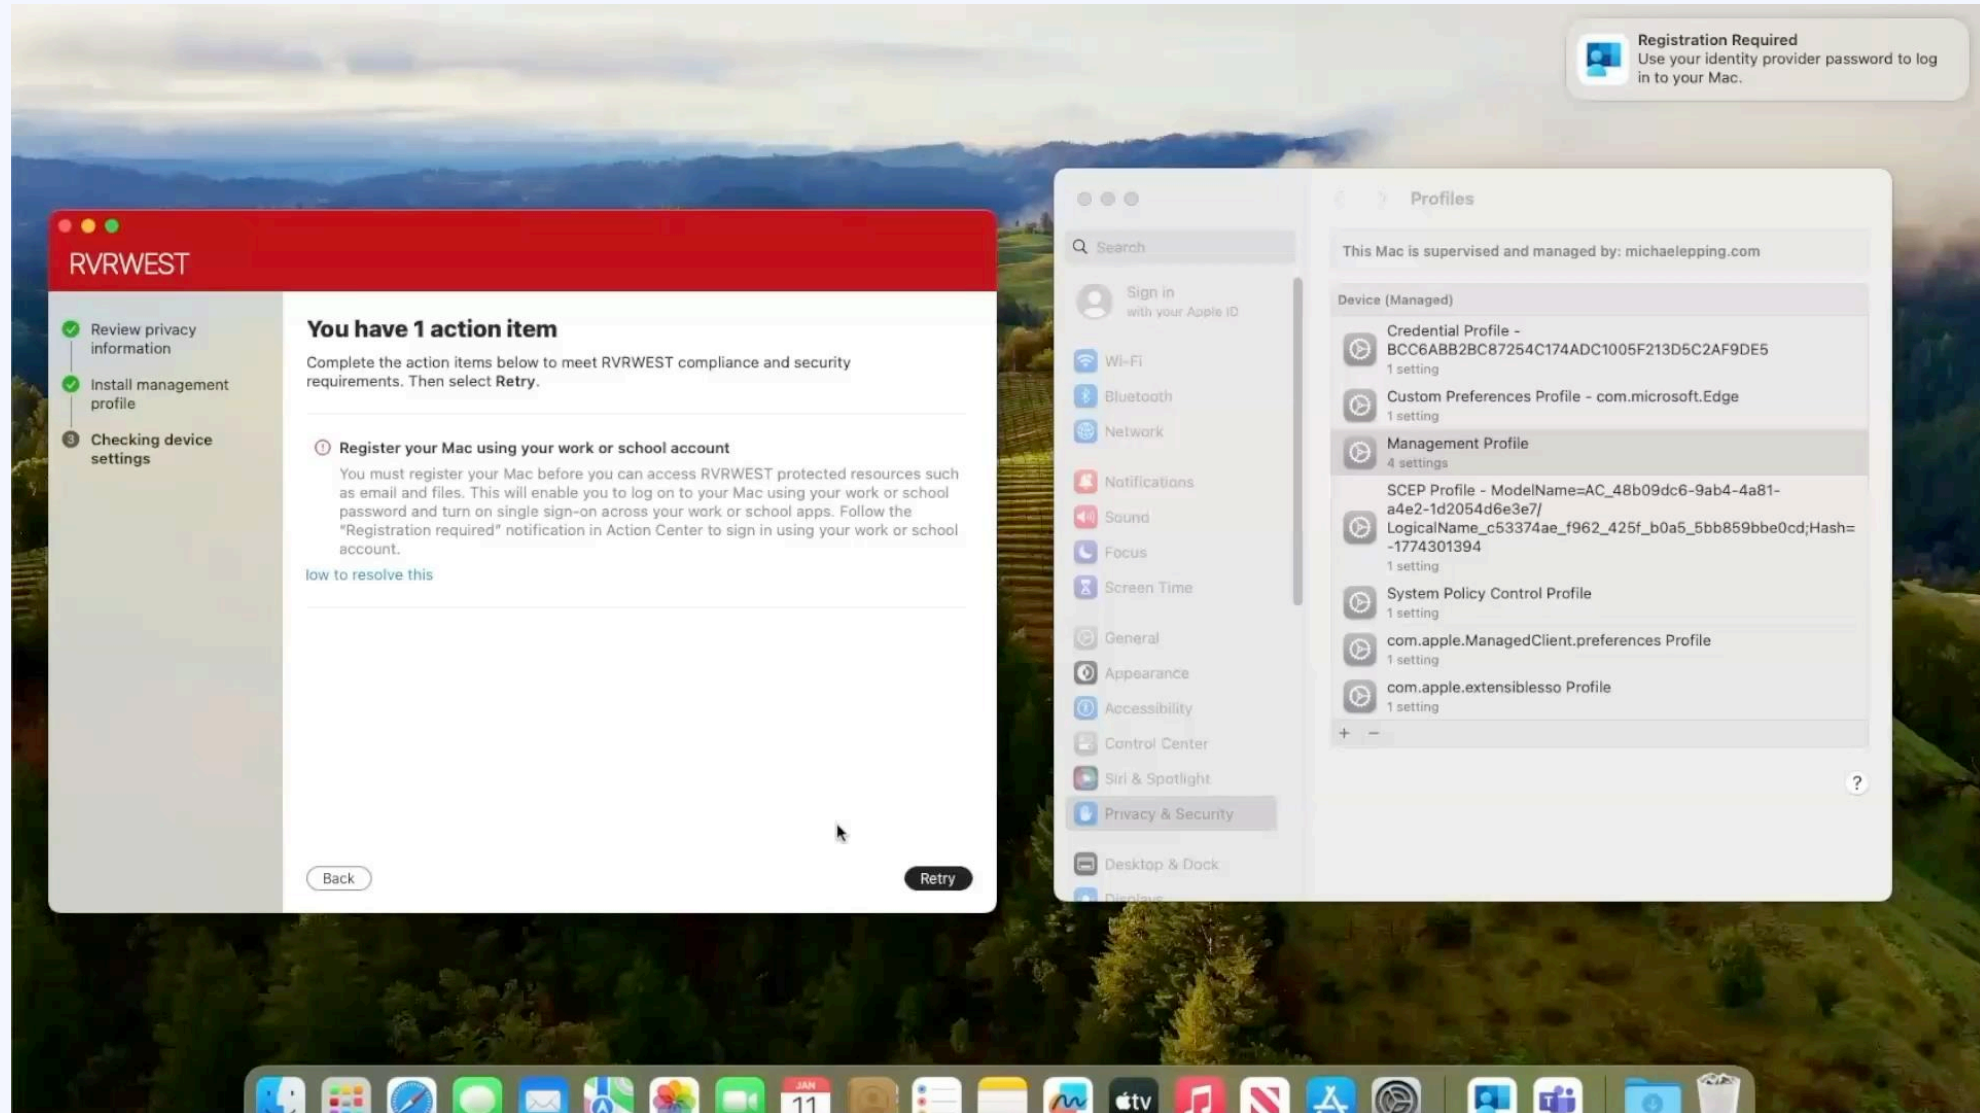 Registration Required
Use your identity provider password to log
in to your Mac.
RVRWEST
Review privacy
information
Install management
profile
3
Checking device
settings
You have 1 action item
Complete the action items below to meet RVRWEST compliance and security
requirements. Then select Retry.
Register your Mac using your work or school account
You must register your Mac before you can access RVRWEST protected resources such
as email and files. This will enable you to log on to your Mac using your work or school
password and turn on single sign-on across your work or school apps. Follow the
"Registration required" notification in Action Center to sign in using your work or school
account.
low to resolve this
Back
Retry
Search
Sign in
with your Apple ID
Wi-Fi
Bluetooth
Network
Notifications
Sound
Focus
Screen Time
General
Appearance
Accessibility
Control Center
Siri & Spotlight
Privacy & Security
Desktop & Dock
Displays
Profiles
This Mac is supervised and managed by: michaelepping.com
Device (Managed)
Credential Profile -
BCC6ABB2BC87254C174ADC1005F213D5C2AF9DE5
1 setting
Custom Preferences Profile - com.microsoft.Edge
1 setting
Management Profile
4 settings
SCEP Profile - ModelName=AC_48b09dc6-9ab4-4a81-
a4e2-1d2054d6e3e7/
LogicalName_c53374ae_f962_425f_b0a5_5bb859bbe0cd;Hash=
-1774301394
1 setting
System Policy Control Profile
1 setting
com.apple.ManagedClient.preferences Profile
1 setting
com.apple.extensiblesso Profile
1 setting
+ −
?
JAN
11
tv